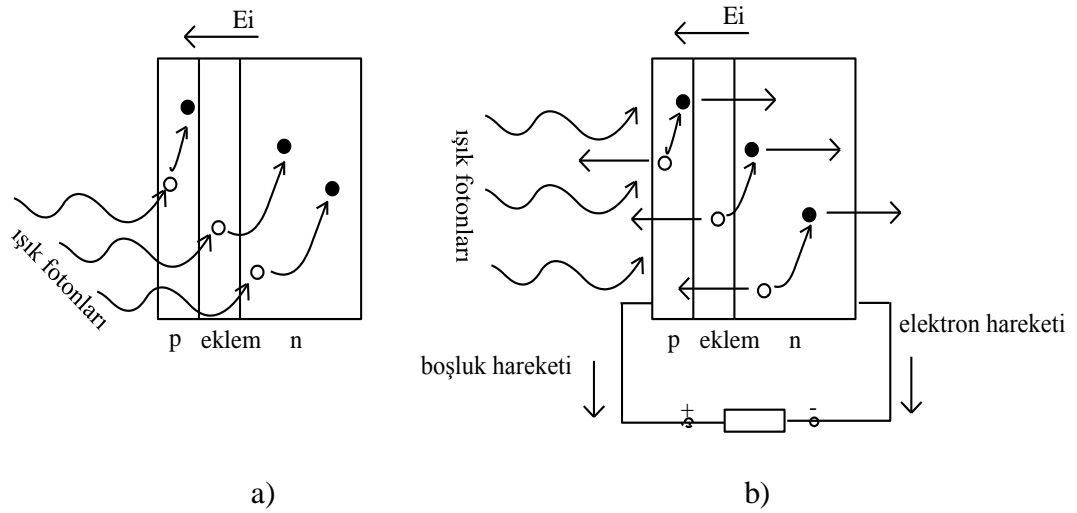 Ei
ışık fotonları
p eklem n
a)
Ei
ışık fotonları
p eklem n
boşluk hareketi
elektron hareketi
+ -
b)